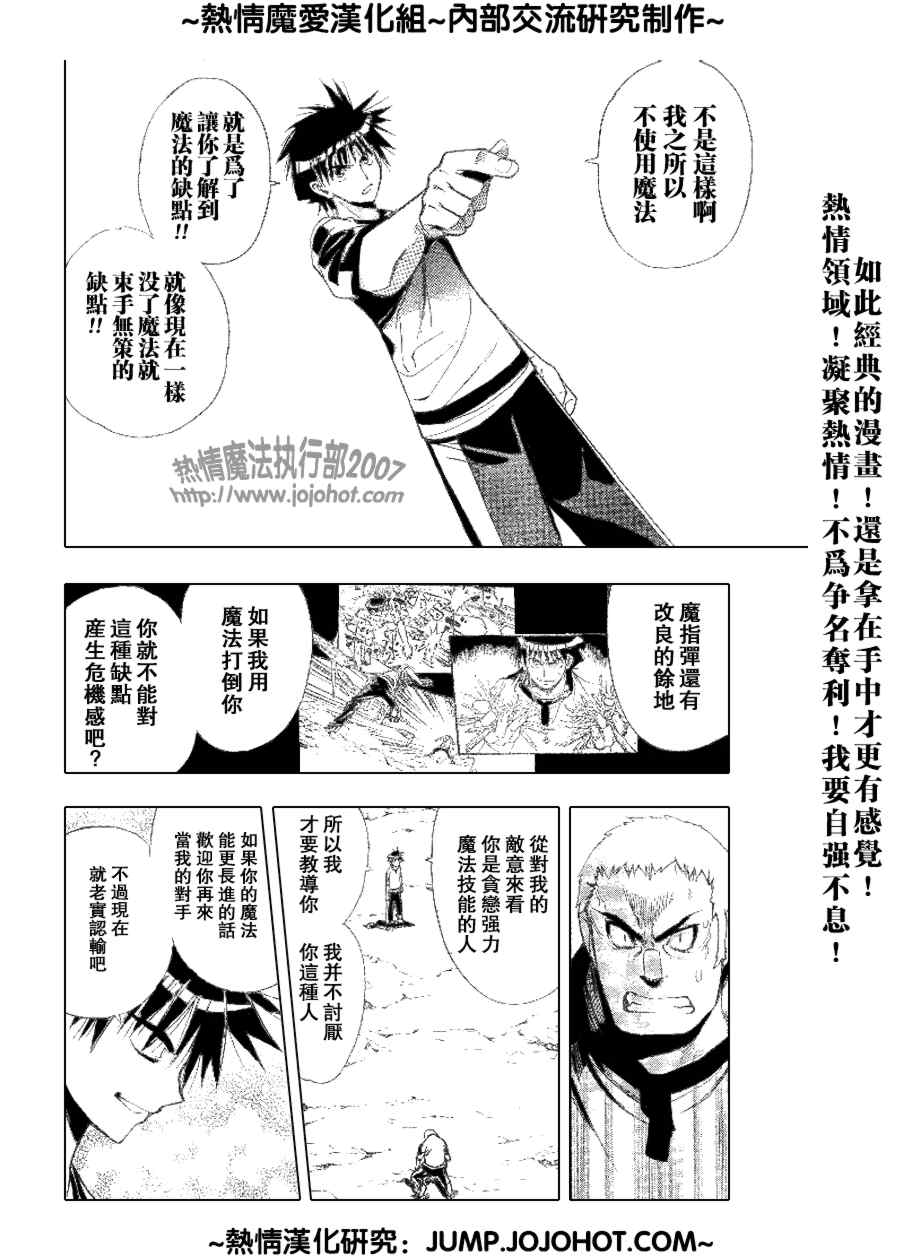 ~熱情魔愛漢化組~內部交流研究制作~
不是這樣啊
我之所以
不使用魔法
就是爲了
讓你了解到
魔法的缺點!!
就像現在一樣
没了魔法就
束手無策的
缺點!!
熱情魔法执行部2007
http://www.jojohot.com
如此經典的漫畫！還是拿在手中才更有感覺！
熱情領域！凝聚熱情！不爲争名奪利！我要自强不息！
魔指彈還有
改良的餘地
如果我用
魔法打倒你
你就不能對
這種缺點
産生危機感吧？
從對我的
敵意來看
你是貪戀强力
魔法技能的人
所以我
才要教導你
我并不討厭
你這種人
如果你的魔法
能更長進的話
歡迎你再來
當我的對手
不過現在
就老實認輸吧
~熱情漢化研究：JUMP.JOJOHOT.COM~